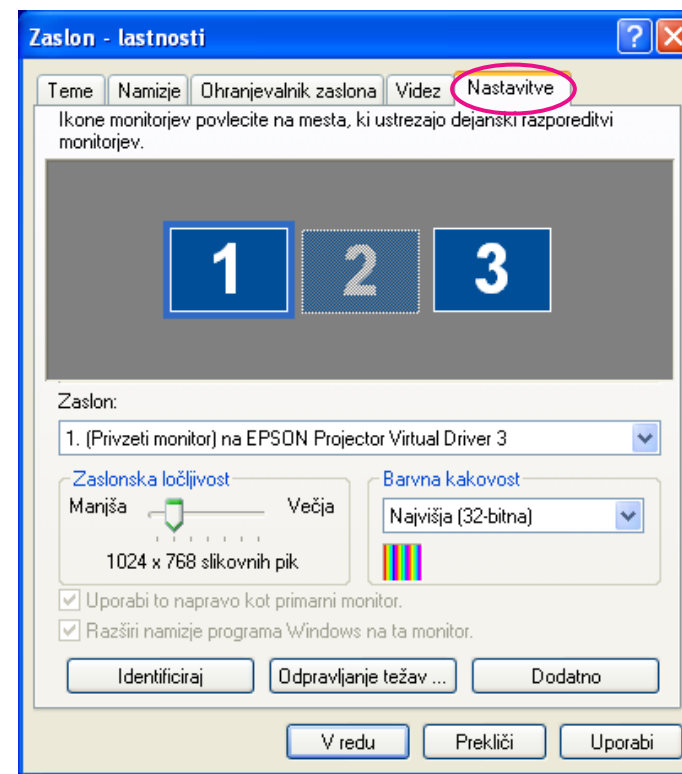 Zaslon - lastnosti
Teme Namizje Ohranjevalnik zaslona Videz Nastavitve
Ikone monitorjev povlecite na mesta, ki ustrezajo dejanski razporeditvi
monitorjev.
1 2 3
Zaslon:
1. (Privzeti monitor) na EPSON Projector Virtual Driver 3
Zaslonska ločljivost
Manjša Večja
1024 x 768 slikovnih pik
Barvna kakovost
Najvišja (32-bitna)
Uporabi to napravo kot primarni monitor.
Razširi namizje programa Windows na ta monitor.
Identificiraj Odpravljanje težav ... Dodatno
V redu Prekliči Uporabi